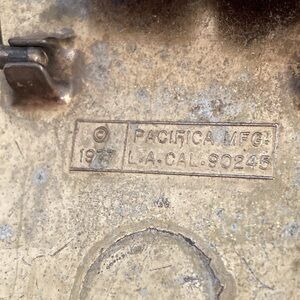 © PACIFICA MFG.
1977 L.A. CAL. 90245